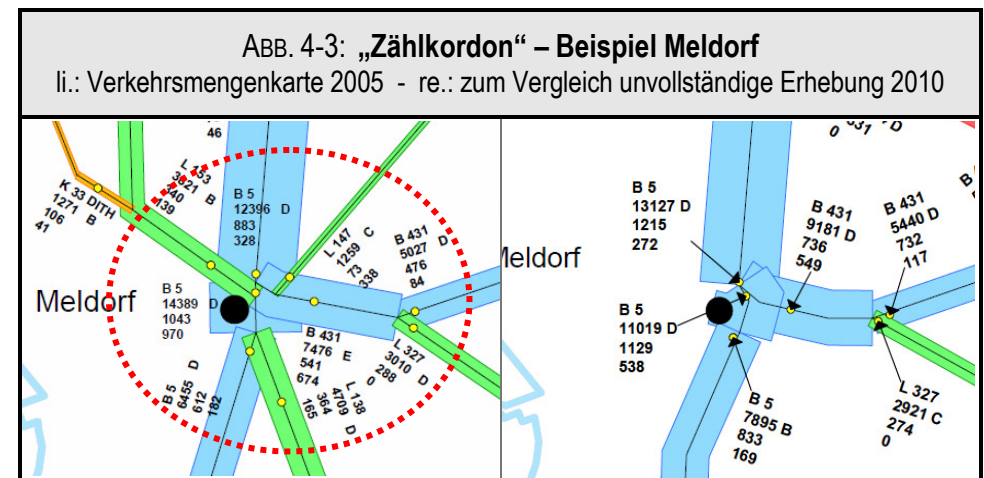 ABB. 4-3: „Zählkordon“ – Beispiel Meldorf
li.: Verkehrsmengenkarte 2005 - re.: zum Vergleich unvollständige Erhebung 2010
46
K 33 DITH
1271 B
106
41
L 153
3821 B
340
139
B 5
12396 D
883
328
L 147
1259 C
73
338
B 431
5027 D
476
84
Meldorf
B 5
14389 D
1043
970
B 431
7476 E
541
674
L 327
3010 D
288
0
B 5
6455 D
612
182
L 138
4709 D
364
165
0
B 5
13127 D
1215
272
B 431
9181 D
736
549
B 431
5440 D
732
117
B
Meldorf
B 5
11019 D
1129
538
B 5
7895 B
833
169
L 327
2921 C
274
0